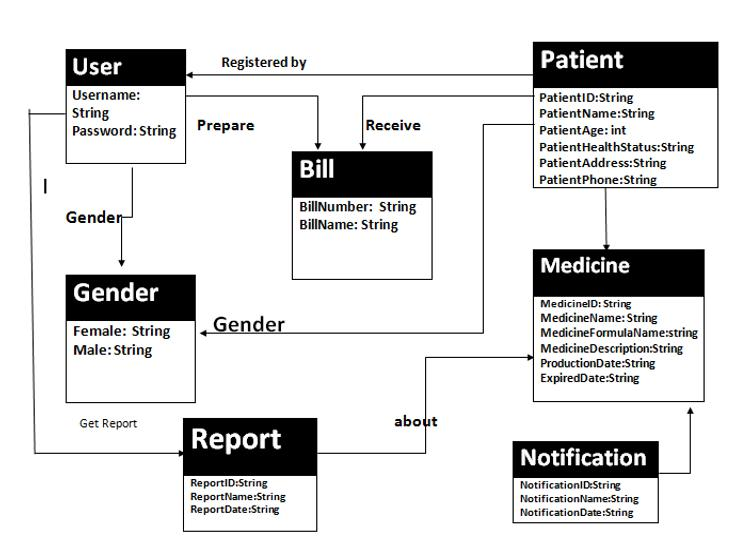 User
Username:
String
Password: String
Registered by
Patient
PatientID:String
PatientName:String
PatientAge: int
PatientHealthStatus:String
PatientAddress:String
PatientPhone:String
Prepare
Receive
Bill
BillNumber: String
BillName: String
Gender
Gender
Female: String
Male: String
Gender
Medicine
MedicineID: String
MedicineName: String
MedicineFormulaName:string
MedicineDescription:String
ProductionDate:String
ExpiredDate:String
Get Report
about
Report
ReportID:String
ReportName:String
ReportDate:String
Notification
NotificationID:String
NotificationName:String
NotificationDate:String